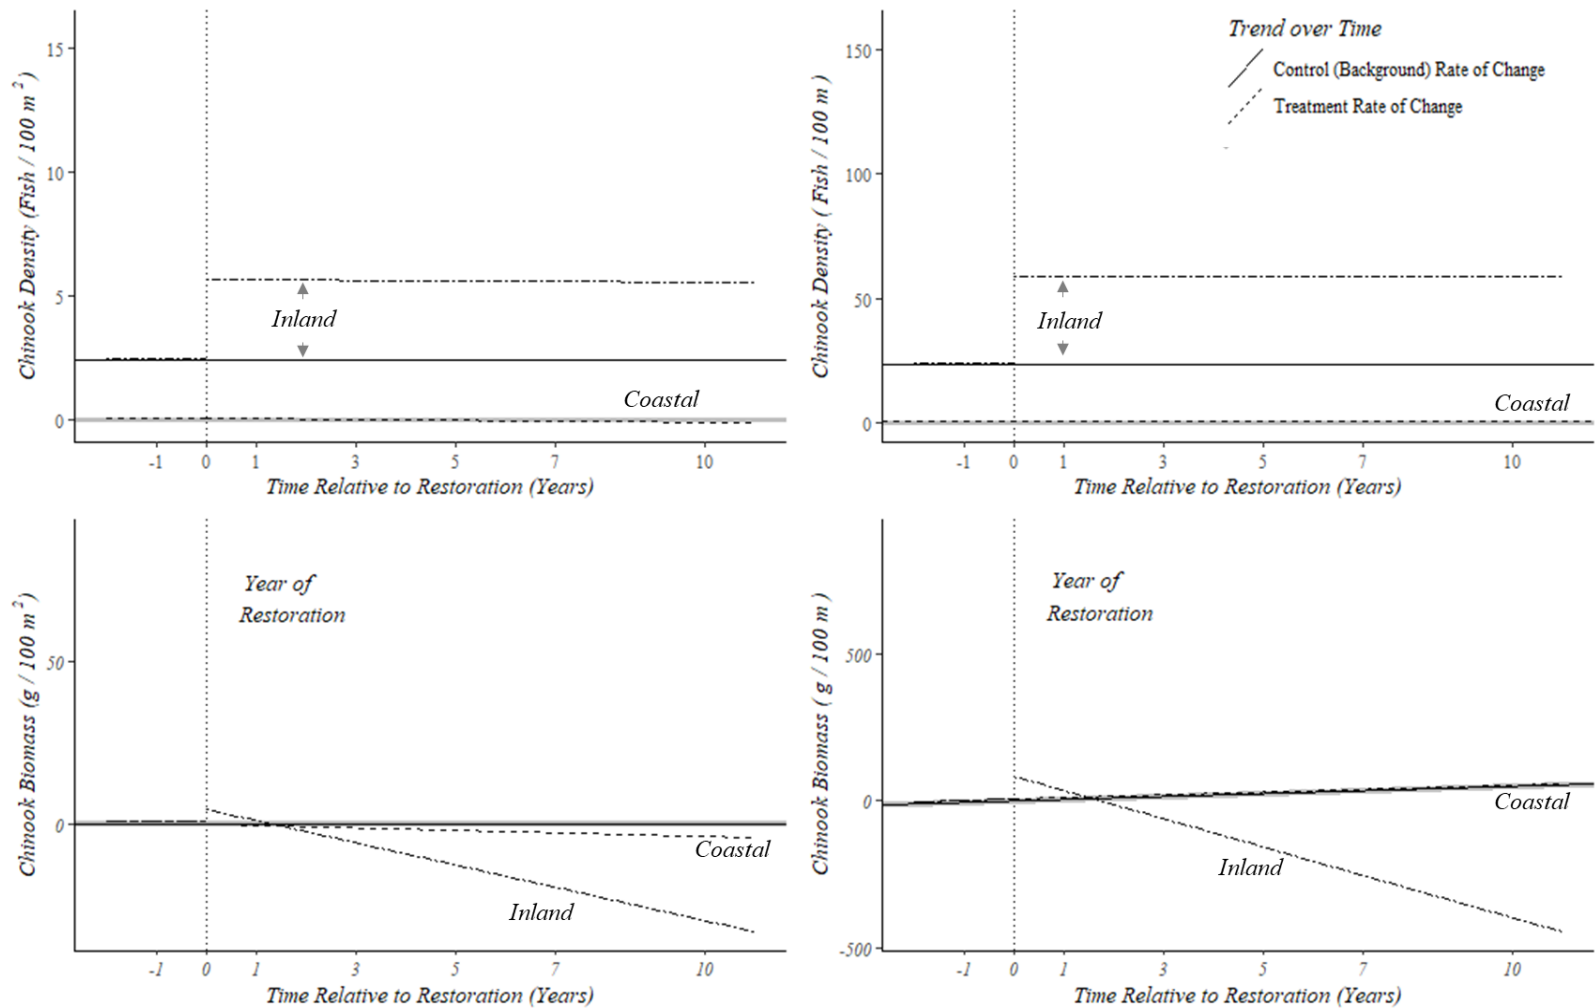 Chinook Density (Fish / 100 m 2 )
15
10
5
0
Inland
Coastal
-1 0 1 3 5 7 10
Time Relative to Restoration (Years)
Chinook Density ( Fish / 100 m )
150
100
50
0
Trend over Time
Control (Background) Rate of Change
Treatment Rate of Change
Inland
Coastal
-1 0 1 3 5 7 10
Time Relative to Restoration (Years)
Chinook Biomass (g / 100 m 2)
50
0
Year of
Restoration
Coastal
Inland
-1 0 1 3 5 7 10
Time Relative to Restoration (Years)
Chinook Biomass ( g / 100 m )
500
0
-500
Year of
Restoration
Coastal
Inland
-1 0 1 3 5 7 10
Time Relative to Restoration (Years)